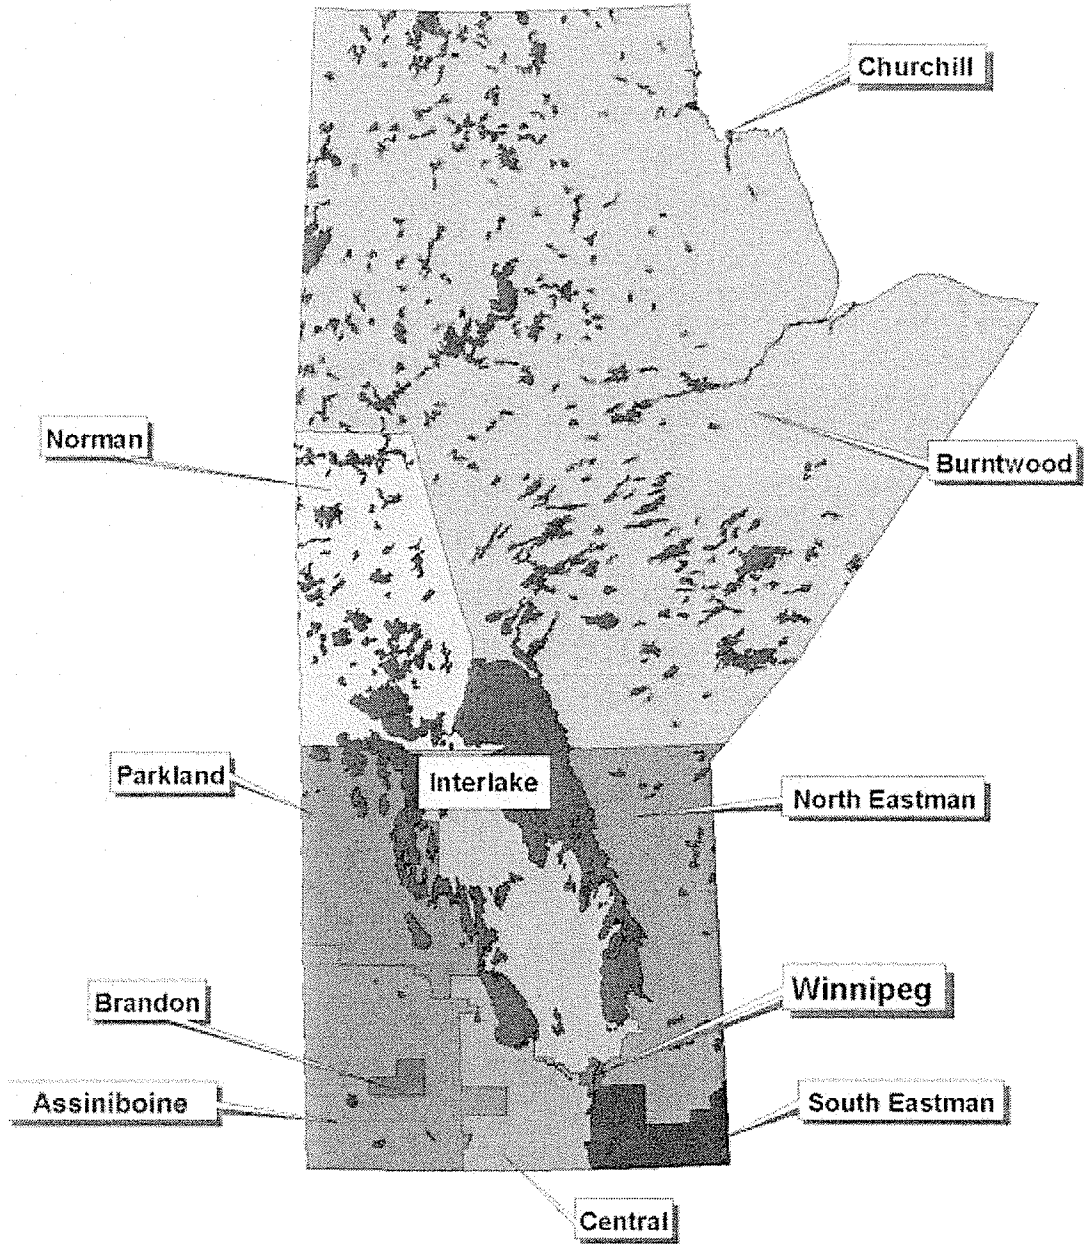 Churchill
Norman
Burntwood
Parkland
Interlake
North Eastman
Brandon
Winnipeg
Assiniboine
South Eastman
Central